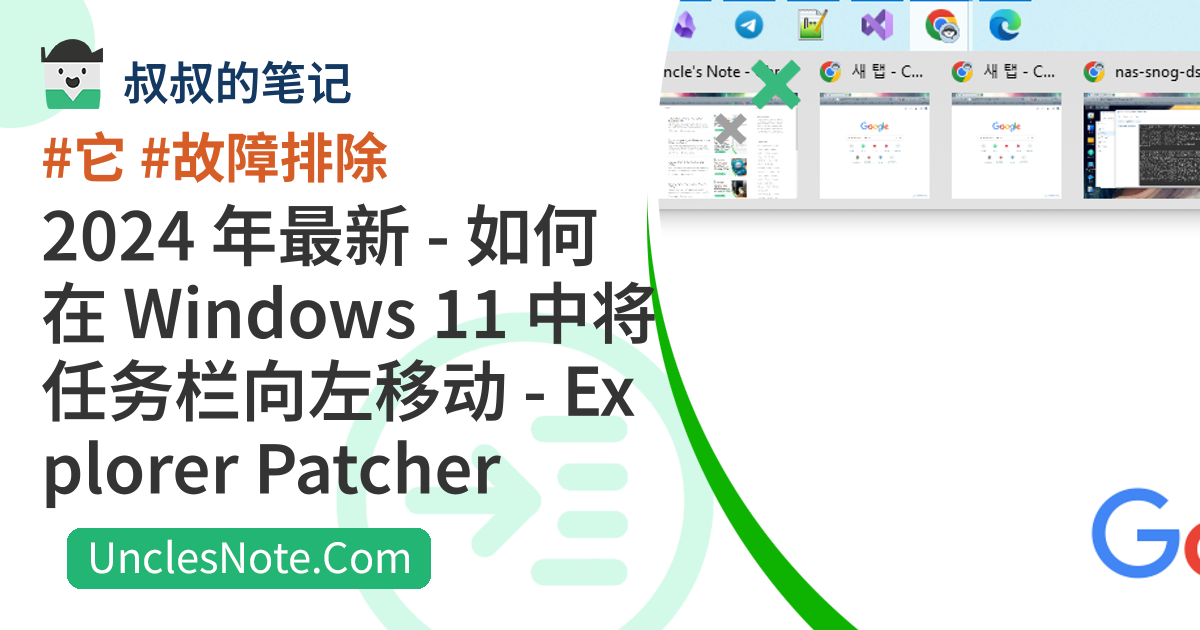 叔叔的笔记
#它 #故障排除
2024 年最新 - 如何
在 Windows 11 中将
任务栏向左移动 - Ex
plorer Patcher
UnclesNote.Com
ncle's Note - Chr
새 탭 - C...
새 탭 - C...
nas-snog-ds
Google
Google